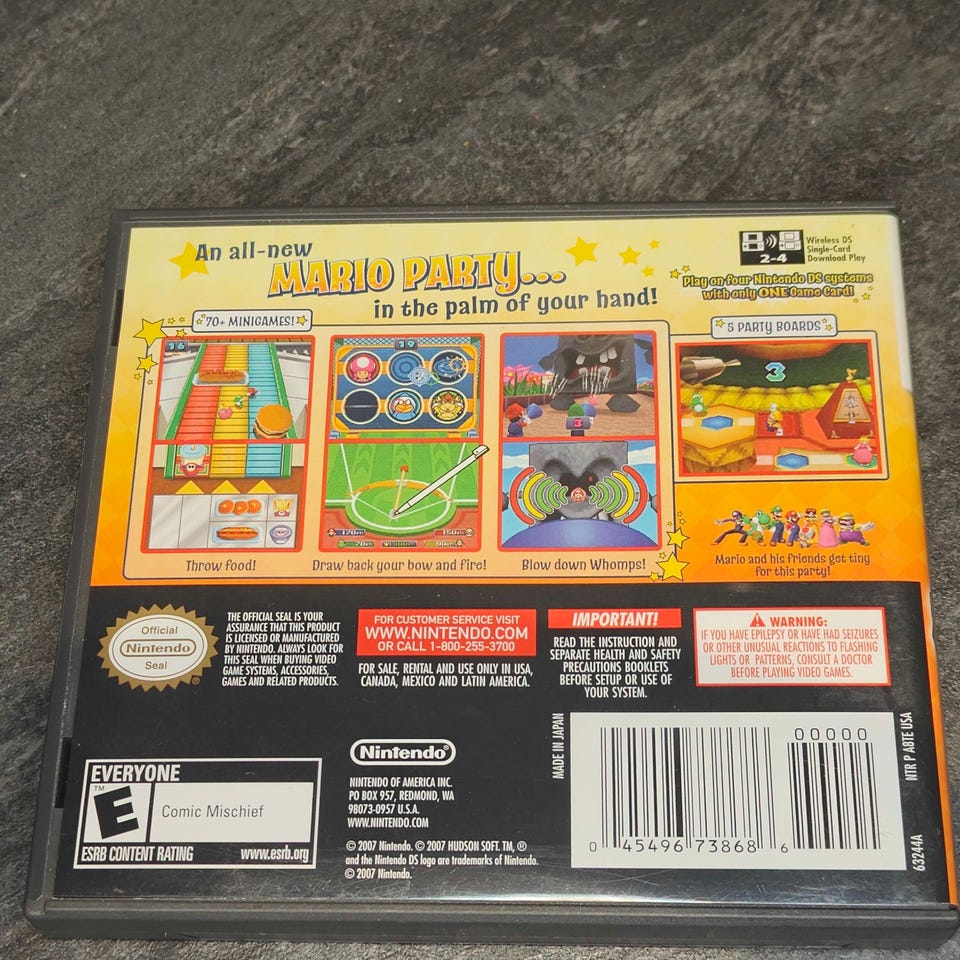 An all-new
MARIO PARTY...
in the palm of your hand!
2-4
Wireless DS
Single-Card
Download Play
Play on four Nintendo DS systems
with only ONE Game Card!
70+ MINIGAMES!
5 PARTY BOARDS
16
19
3
3
170m
150m
70m
90m
Throw food!
Draw back your bow and fire!
Blow down Whomps!
Mario and his friends get tiny
for this party!
Official
Nintendo
Seal
®
THE OFFICIAL SEAL IS YOUR
ASSURANCE THAT THIS PRODUCT
IS LICENSED OR MANUFACTURED
BY NINTENDO. ALWAYS LOOK FOR
THIS SEAL WHEN BUYING VIDEO
GAME SYSTEMS, ACCESSORIES,
GAMES AND RELATED PRODUCTS.
FOR CUSTOMER SERVICE VISIT
WWW.NINTENDO.COM
OR CALL 1-800-255-3700
FOR SALE, RENTAL AND USE ONLY IN USA,
CANADA, MEXICO AND LATIN AMERICA.
IMPORTANT!
READ THE INSTRUCTION AND
SEPARATE HEALTH AND SAFETY
PRECAUTIONS BOOKLETS
BEFORE SETUP OR USE OF
YOUR SYSTEM.
WARNING:
IF YOU HAVE EPILEPSY OR HAVE HAD SEIZURES
OR OTHER UNUSUAL REACTIONS TO FLASHING
LIGHTS OR PATTERNS, CONSULT A DOCTOR
BEFORE PLAYING VIDEO GAMES.
EVERYONE
TM
E
Comic Mischief
ESRB CONTENT RATING www.esrb.org
Nintendo®
NINTENDO OF AMERICA INC.
PO BOX 957, REDMOND, WA
98073-0957 U.S.A.
WWW.NINTENDO.COM
© 2007 Nintendo. © 2007 HUDSON SOFT. TM, ®
and the Nintendo DS logo are trademarks of Nintendo.
© 2007 Nintendo.
MADE IN JAPAN
00000
0 45496 73868 6
NTR P A8TE USA
63244A